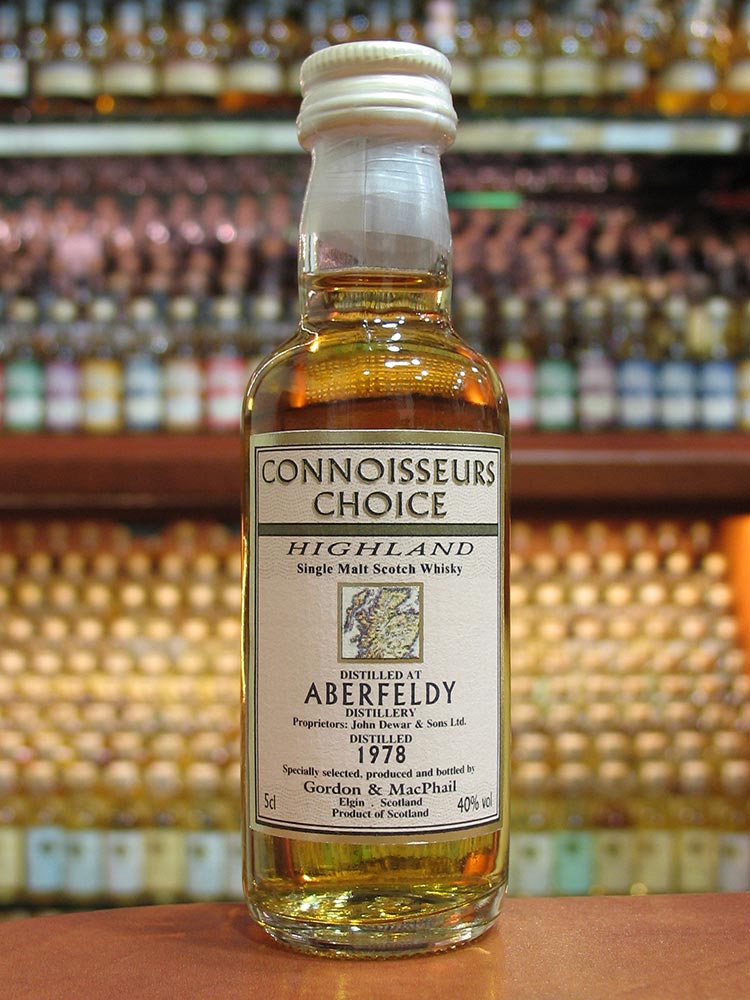 CONNOISSEURS
CHOICE
HIGHLAND
Single Malt Scotch Whisky
DISTILLED AT
ABERFELDY
DISTILLERY
Proprietors: John Dewar & Sons Ltd.
DISTILLED
1978
Specially selected, produced and bottled by
Gordon & MacPhail
5cl Elgin . Scotland 40% vol
Product of Scotland